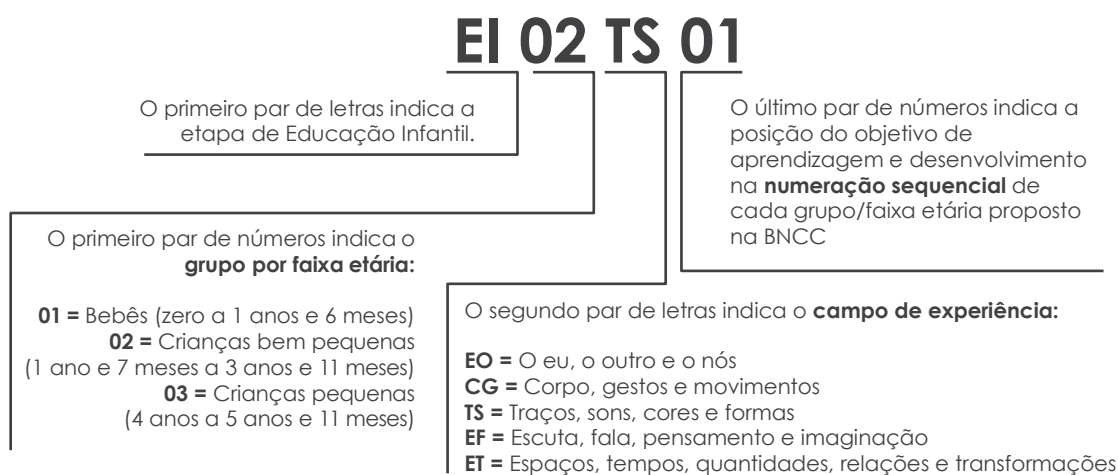 EI 02 TS 01
O primeiro par de letras indica a
etapa de Educação Infantil.
O último par de números indica a
posição do objetivo de
aprendizagem e desenvolvimento
na numeração sequencial de
cada grupo/faixa etária proposto
na BNCC
O primeiro par de números indica o
grupo por faixa etária:
01 = Bebês (zero a 1 anos e 6 meses)
02 = Crianças bem pequenas
(1 ano e 7 meses a 3 anos e 11 meses)
03 = Crianças pequenas
(4 anos a 5 anos e 11 meses)
O segundo par de letras indica o campo de experiência:
EO = O eu, o outro e o nós
CG = Corpo, gestos e movimentos
TS = Traços, sons, cores e formas
EF = Escuta, fala, pensamento e imaginação
ET = Espaços, tempos, quantidades, relações e transformações